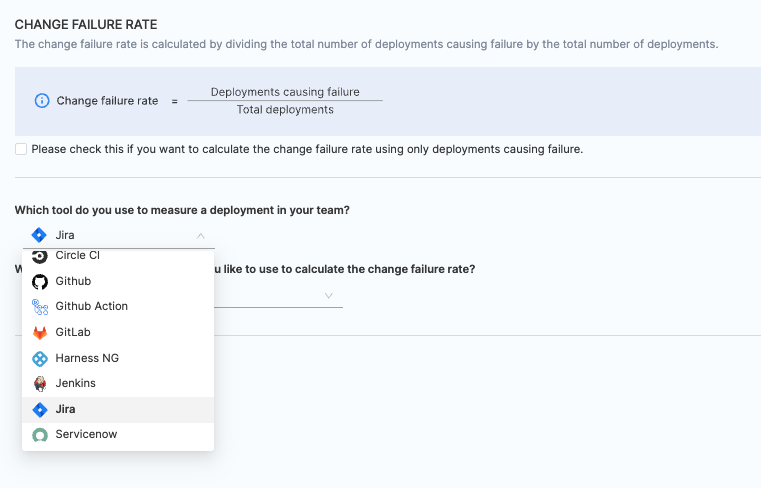 CHANGE FAILURE RATE
The change failure rate is calculated by dividing the total number of deployments causing failure by the total number of deployments.
Change failure rate = Deployments causing failure
Total deployments
Please check this if you want to calculate the change failure rate using only deployments causing failure.
Which tool do you use to measure a deployment in your team?
Jira
Circle CI
like to use to calculate the change failure rate?
Github
Github Action
GitLab
Harness NG
Jenkins
Jira
Servicenow